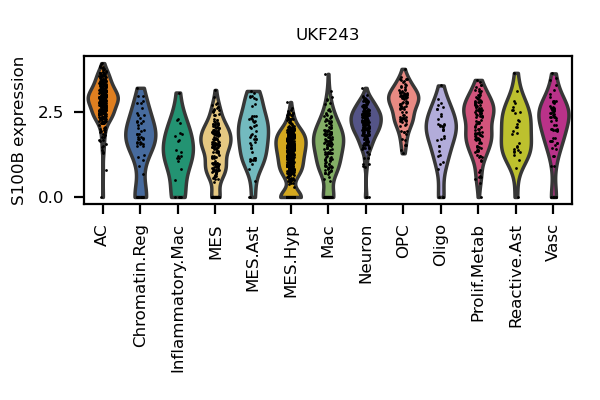 UKF243
S100B expression
2.5
0.0
AC
Chromatin.Reg
Inflammatory.Mac
MES
MES.Ast
MES.Hyp
Mac
Neuron
OPC
Oligo
Prolif.Metab
Reactive.Ast
Vasc